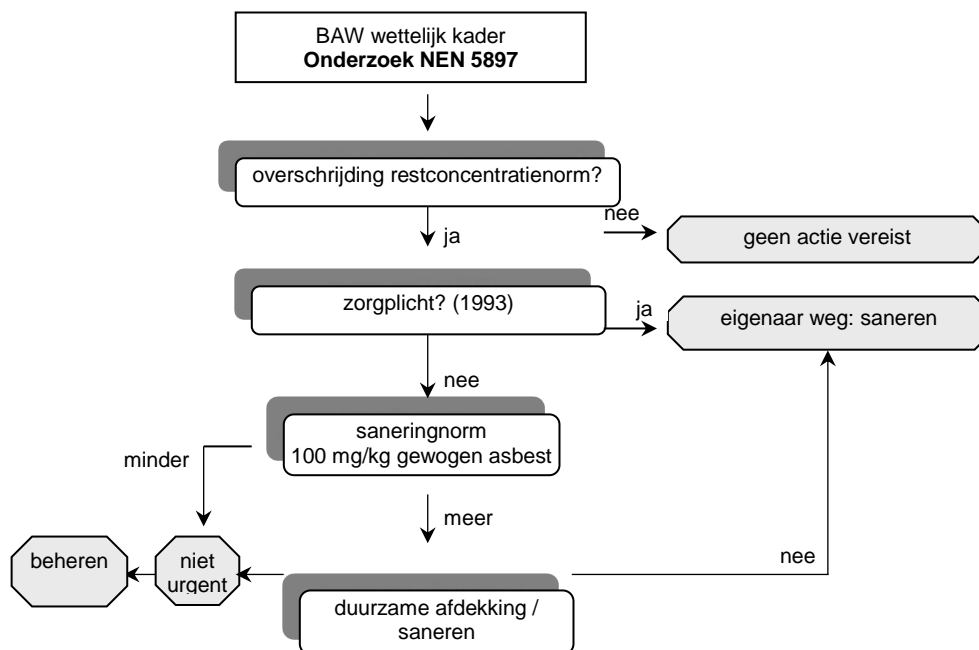 BAW wettelijk kader
Onderzoek NEN 5897
overschrijding restconcentratienorm?
nee
geen actie vereist
ja
zorgplicht? (1993)
ja
eigenaar weg: saneren
nee
saneringnorm
100 mg/kg gewogen asbest
minder
meer
beheren
niet
urgent
nee
duurzame afdekking /
saneren